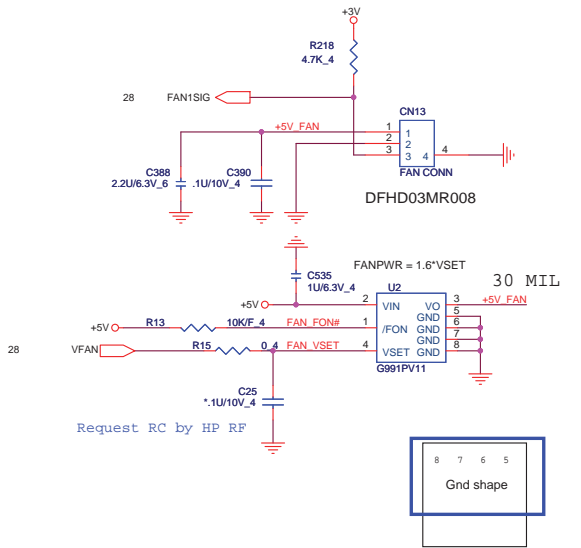 +3V
R218
4.7K_4
28 FAN1SIG
CN13
+5V_FAN
1 1
2 2
3 3 4 4
FAN CONN
C388
2.2U/6.3V_6
C390
.1U/10V_4
DFHD03MR008
C535
1U/6.3V_4
FANPWR = 1.6*VSET
U2
30 MIL
+5V 2 VIN VO 3 +5V_FAN
GND 5
+5V R13 10K/F_4 FAN_FON# 1 /FON GND 6
GND 7
28 VFAN R15 0_4 FAN_VSET 4 VSET GND 8
G991PV11
C25
*.1U/10V_4
Request RC by HP RF
8 7 6 5
Gnd shape